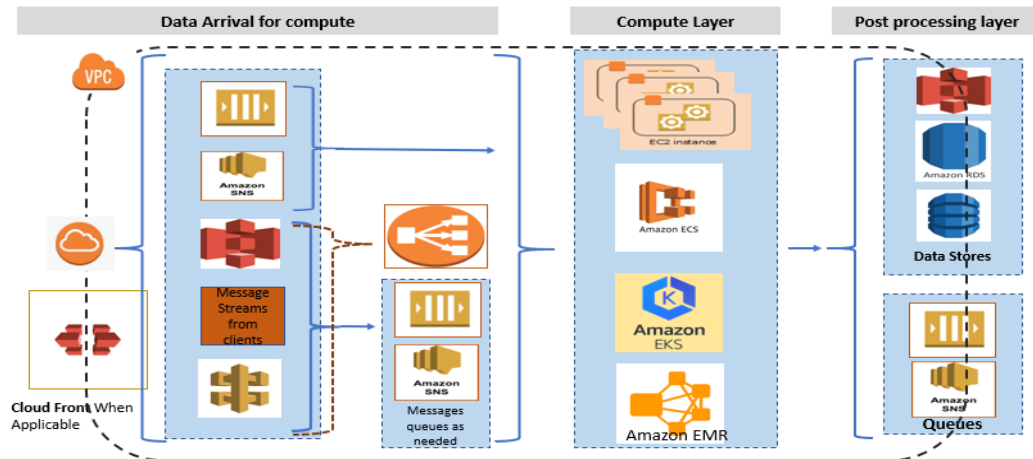 Data Arrival for compute
Compute Layer
Post processing layer
VPC
Amazon
SNS
Message
Streams
from
clients
Cloud Front When
Applicable
Amazon
SNS
Messages
queues as
needed
EC2 instance
Amazon ECS
K
Amazon
EKS
Amazon EMR
Amazon RDS
Data Stores
Amazon
SNS
Queues